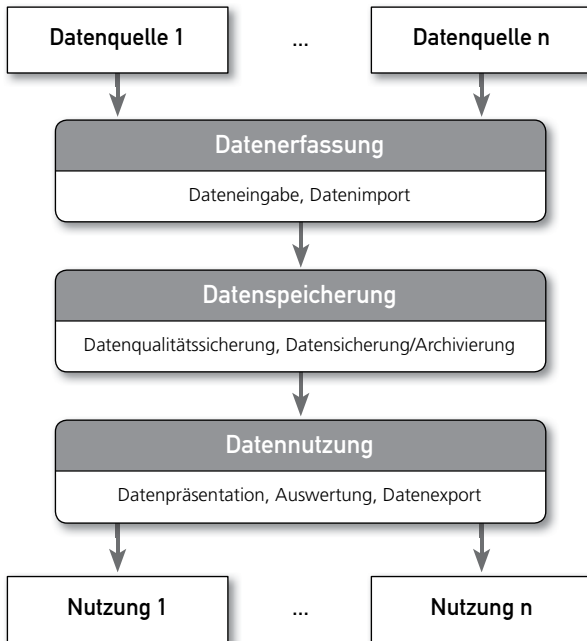 Datenquelle 1 ... Datenquelle n
Datenerfassung
Dateneingabe, Datenimport
Datenspeicherung
Datenqualitätssicherung, Datensicherung/Archivierung
Datennutzung
Datenpräsentation, Auswertung, Datenexport
Nutzung 1 ... Nutzung n